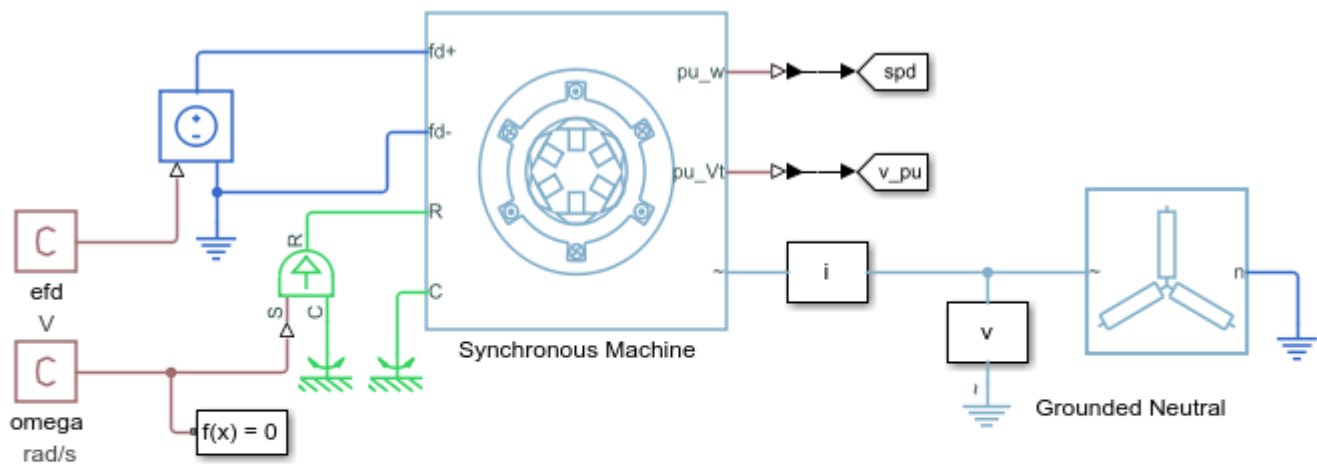 fd+
pu_w
spd
fd-
pu_Vt
v_pu
R
R
C
efd
V
~
i
~
n
S
C
C
v
Synchronous Machine
C
~
omega
rad/s
f(x) = 0
Grounded Neutral